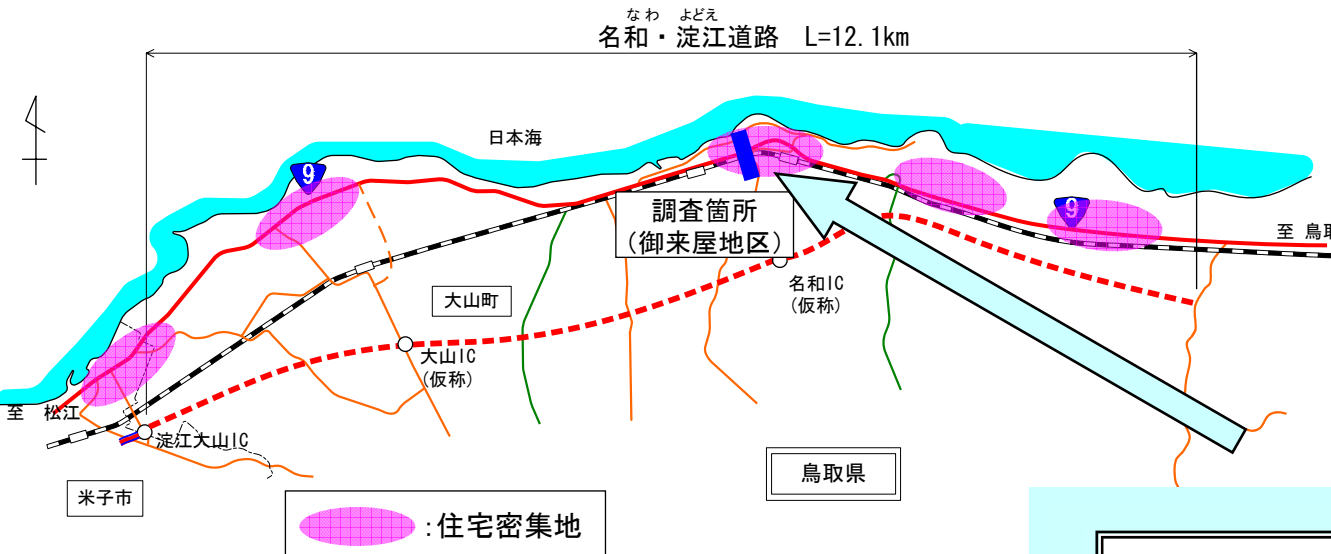 なわ よどえ
名和・淀江道路 L=12.1km
日本海
9
調査箇所
(御来屋地区)
9
至 鳥取
名和IC
(仮称)
大山町
大山IC
(仮称)
至 松江
淀江大山IC
鳥取県
米子市
:住宅密集地